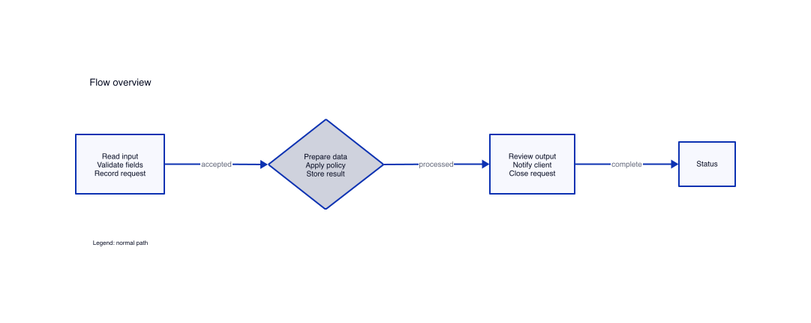 Flow overview
Read input
Validate fields
Record request
accepted
Prepare data
Apply policy
Store result
processed
Review output
Notify client
Close request
complete
Status
Legend: normal path